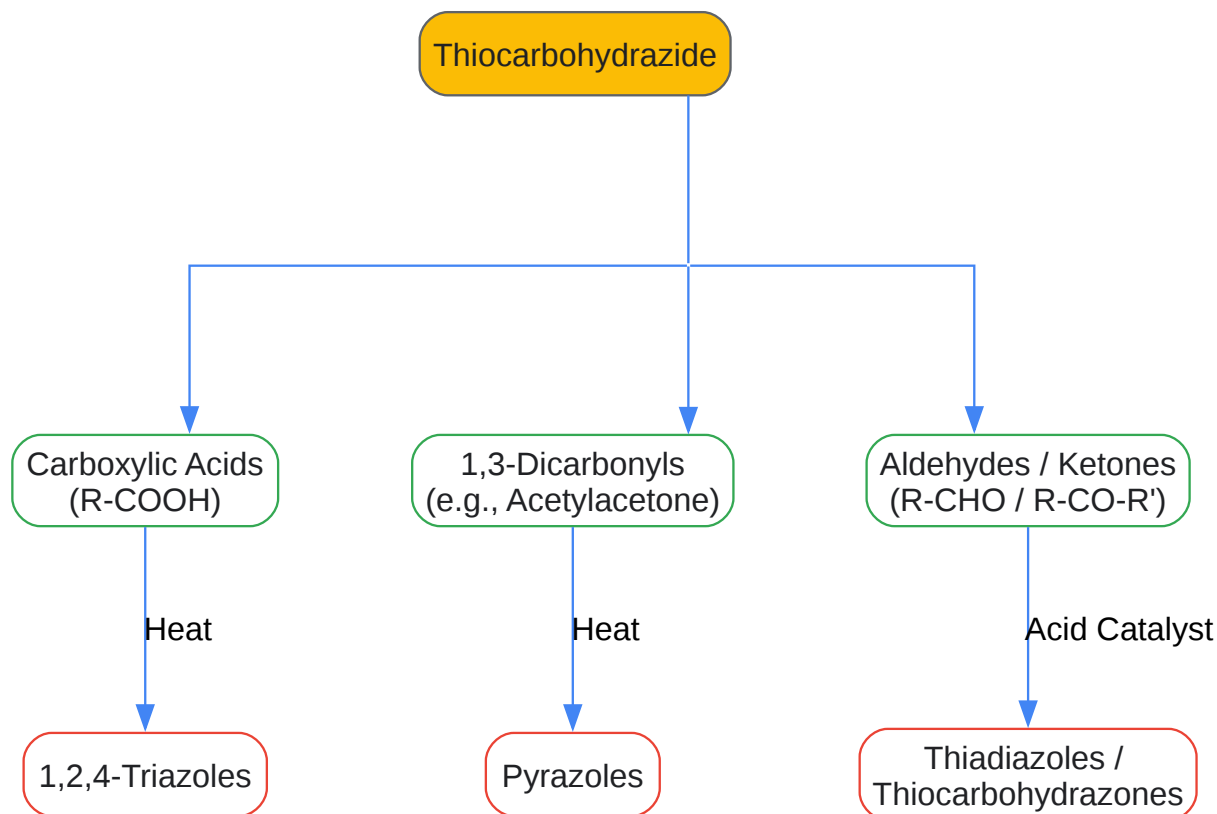 Thiocarbohydrazide
Carboxylic Acids
(R-COOH)
1,3-Dicarbonyls
(e.g., Acetylacetone)
Aldehydes / Ketones
(R-CHO / R-CO-R')
Heat
Heat
Acid Catalyst
1,2,4-Triazoles
Pyrazoles
Thiadiazoles /
Thiocarbohydrazones